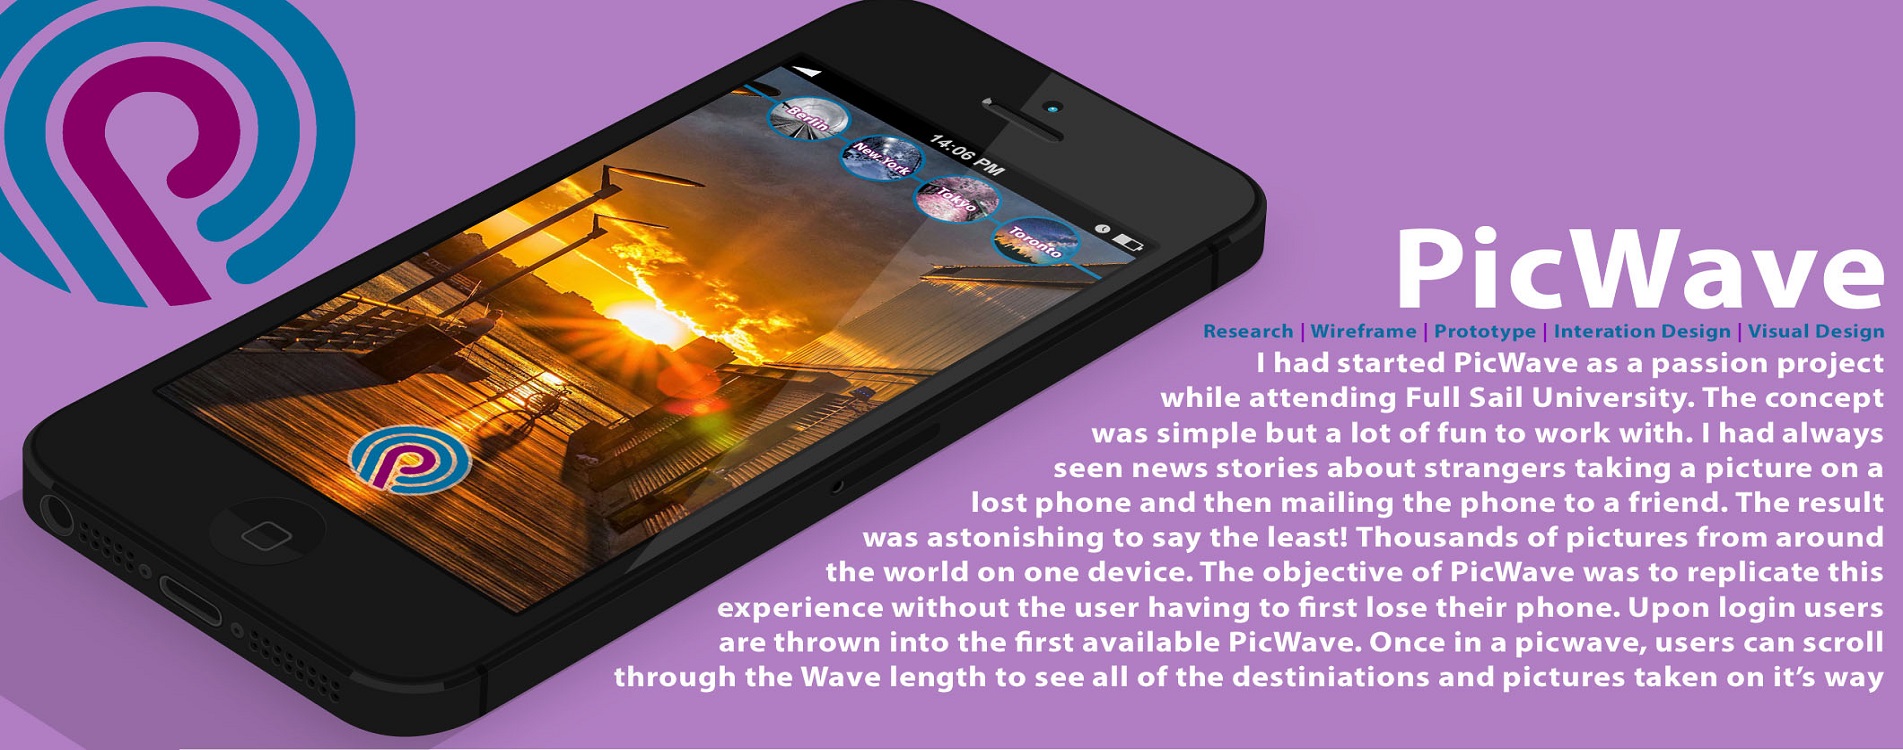 Berlin
New York
14:06 PM
Tokyo
Toronto
PicWave
Research | Wireframe | Prototype | Interation Design | Visual Design
I had started PicWave as a passion project
while attending Full Sail University. The concept
was simple but a lot of fun to work with. I had always
seen news stories about strangers taking a picture on a
lost phone and then mailing the phone to a friend. The result
was astonishing to say the least! Thousands of pictures from around
the world on one device. The objective of PicWave was to replicate this
experience without the user having to first lose their phone. Upon login users
are thrown into the first available PicWave. Once in a picwave, users can scroll
through the Wave length to see all of the destiniations and pictures taken on it's way